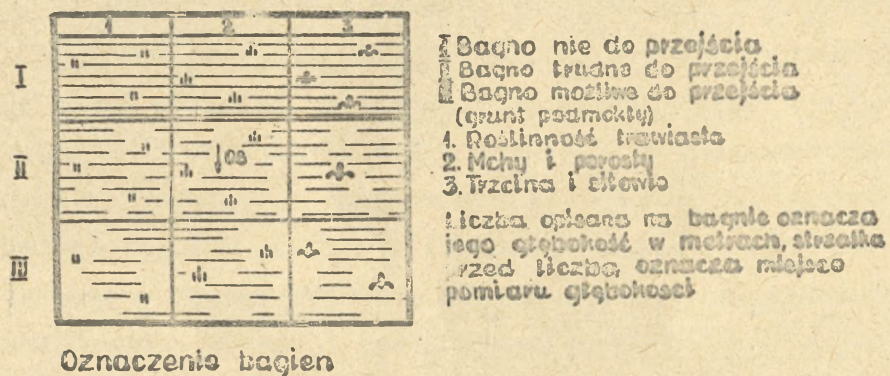 1 2 3
I
II
III
↓08
I Bagno nie do przejścia
II Bagno trudne do przejścia
III Bagno możliwe do przejścia
(grunt podmokły)
1. Roślinność trawiasta
2. Mchy i porosty
3. Trzcina i sitowie
Liczba opisana na bagnie oznacza
jego głębokość w metrach, strzałka
przed liczbą oznacza miejsce
pomiaru głębokości
Oznaczenie bagien